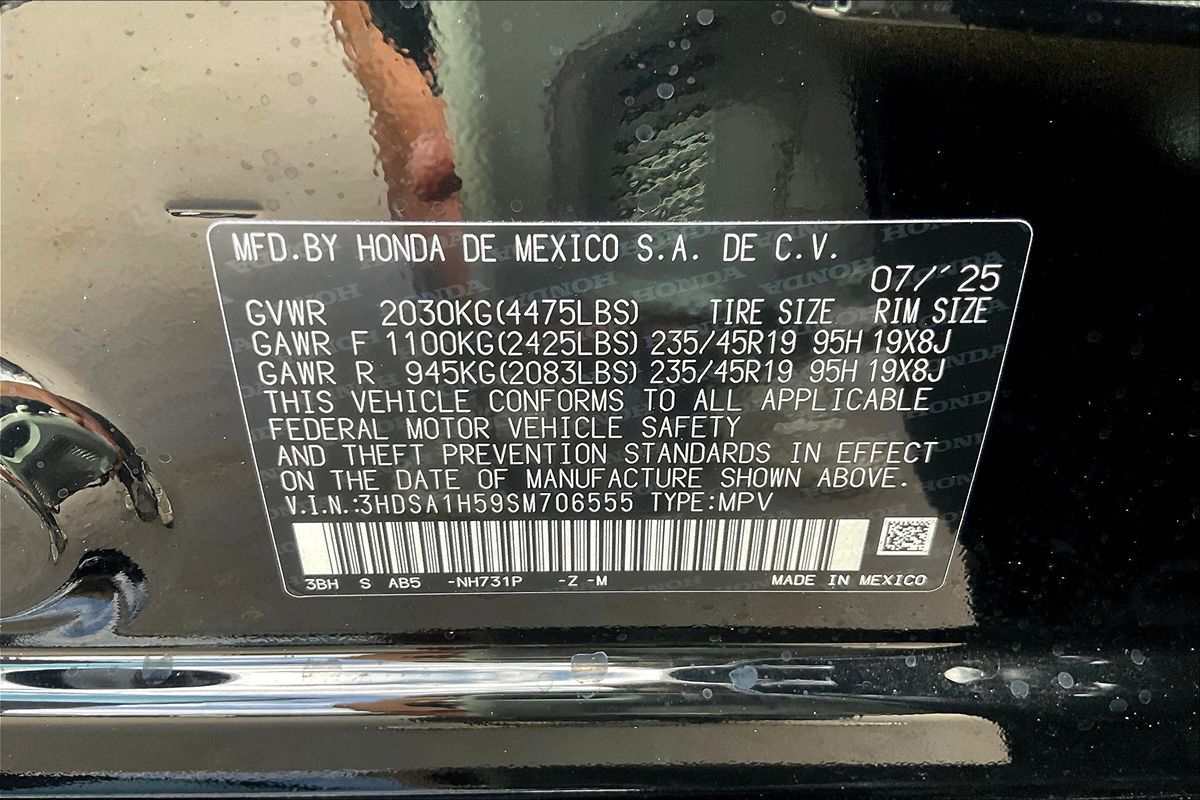 MFD.BY HONDA DE MEXICO S.A. DE C.V.
07/´25
GVWR 2030KG(4475LBS) TIRE SIZE RIM SIZE
GAWR F 1100KG(2425LBS) 235/45R19 95H 19X8J
GAWR R 945KG(2083LBS) 235/45R19 95H 19X8J
THIS VEHICLE CONFORMS TO ALL APPLICABLE
FEDERAL MOTOR VEHICLE SAFETY
AND THEFT PREVENTION STANDARDS IN EFFECT
ON THE DATE OF MANUFACTURE SHOWN ABOVE.
V.I.N.:3HDSA1H59SM706555 TYPE:MPV
3BH S AB5 -NH731P -Z -M MADE IN MEXICO